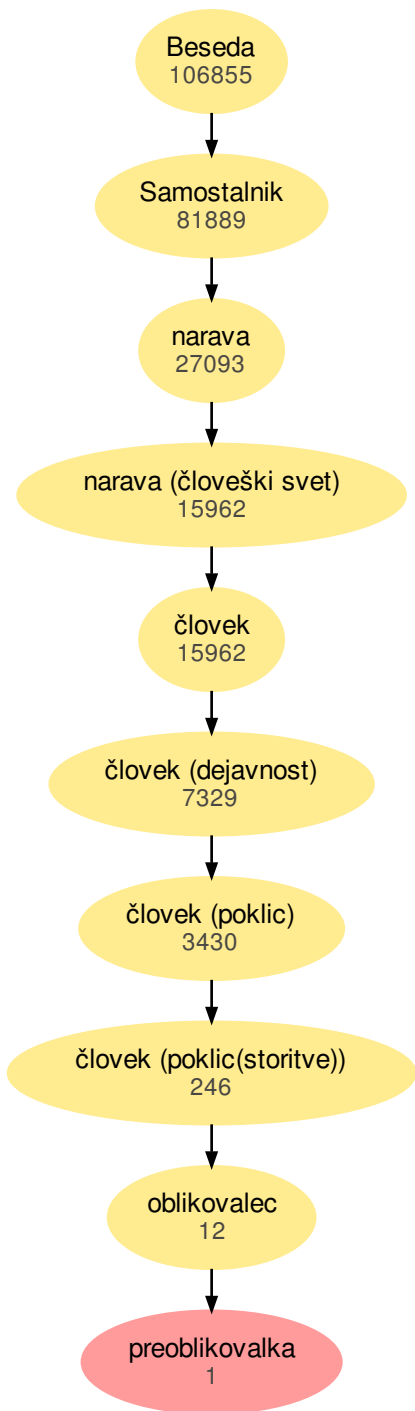 Beseda
106855
Samostalnik
81889
narava
27093
narava (človeški svet)
15962
človek
15962
človek (dejavnost)
7329
človek (poklic)
3430
človek (poklic(storitve))
246
oblikovalec
12
preoblikovalka
1